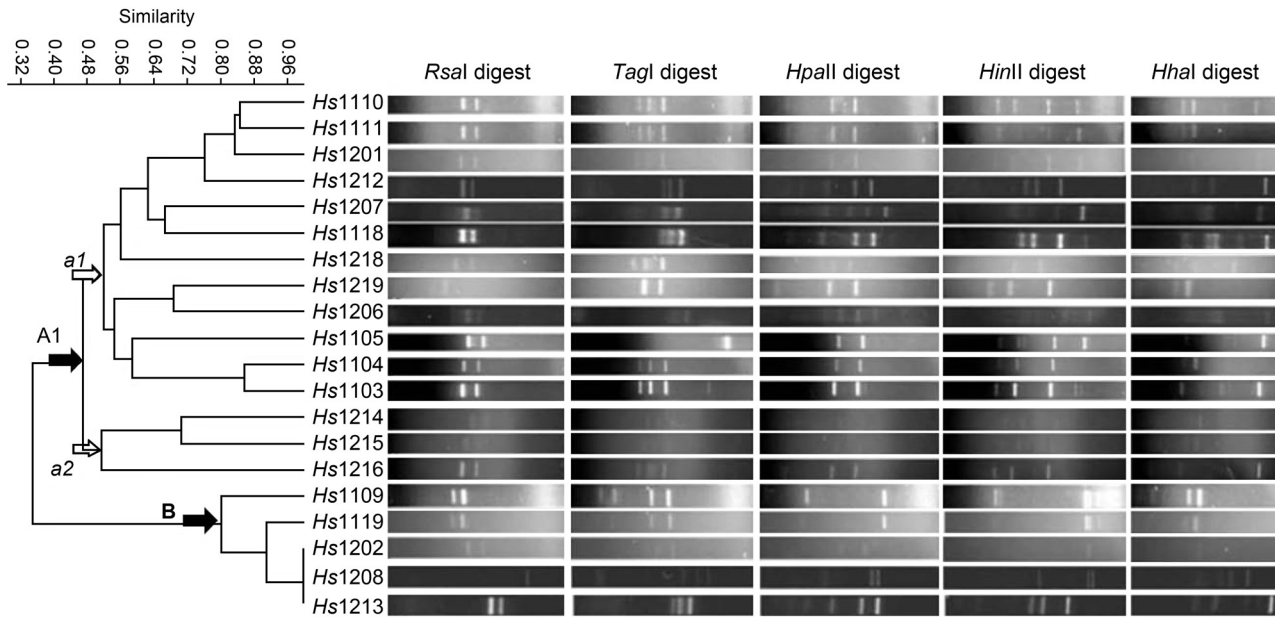 Similarity
0.32 0.40 0.48 0.56 0.64 0.72 0.80 0.88 0.96
RsaI digest TagI digest HpaII digest HinII digest HhaI digest
Hs1110
Hs1111
Hs1201
Hs1212
Hs1207
Hs1118
a1
Hs1218
Hs1219
Hs1206
A1
Hs1105
Hs1104
Hs1103
Hs1214
Hs1215
a2
Hs1216
Hs1109
B
Hs1119
Hs1202
Hs1208
Hs1213